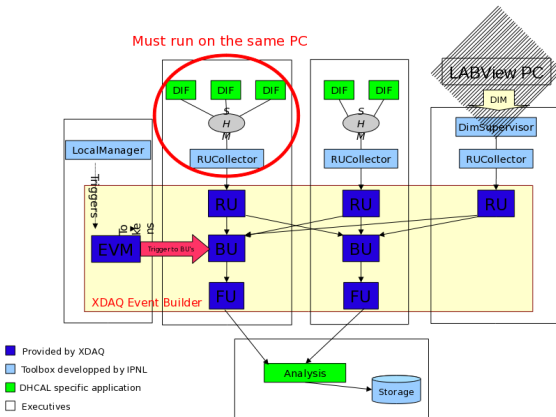 Must run on the same PC
LABView PC
DIF DIF DIF
DIF DIF
DIM
S
H
M
S
H
M
DimSupervisor
LocalManager
RUCollector
RUCollector
RUCollector
Triggers
RU
RU
RU
EVM
Trigger to BU's
BU
BU
XDAQ Event Builder
FU
FU
Provided by XDAQ
Toolbox developped by IPNL
DHCAL specific application
Executives
Analysis
Storage